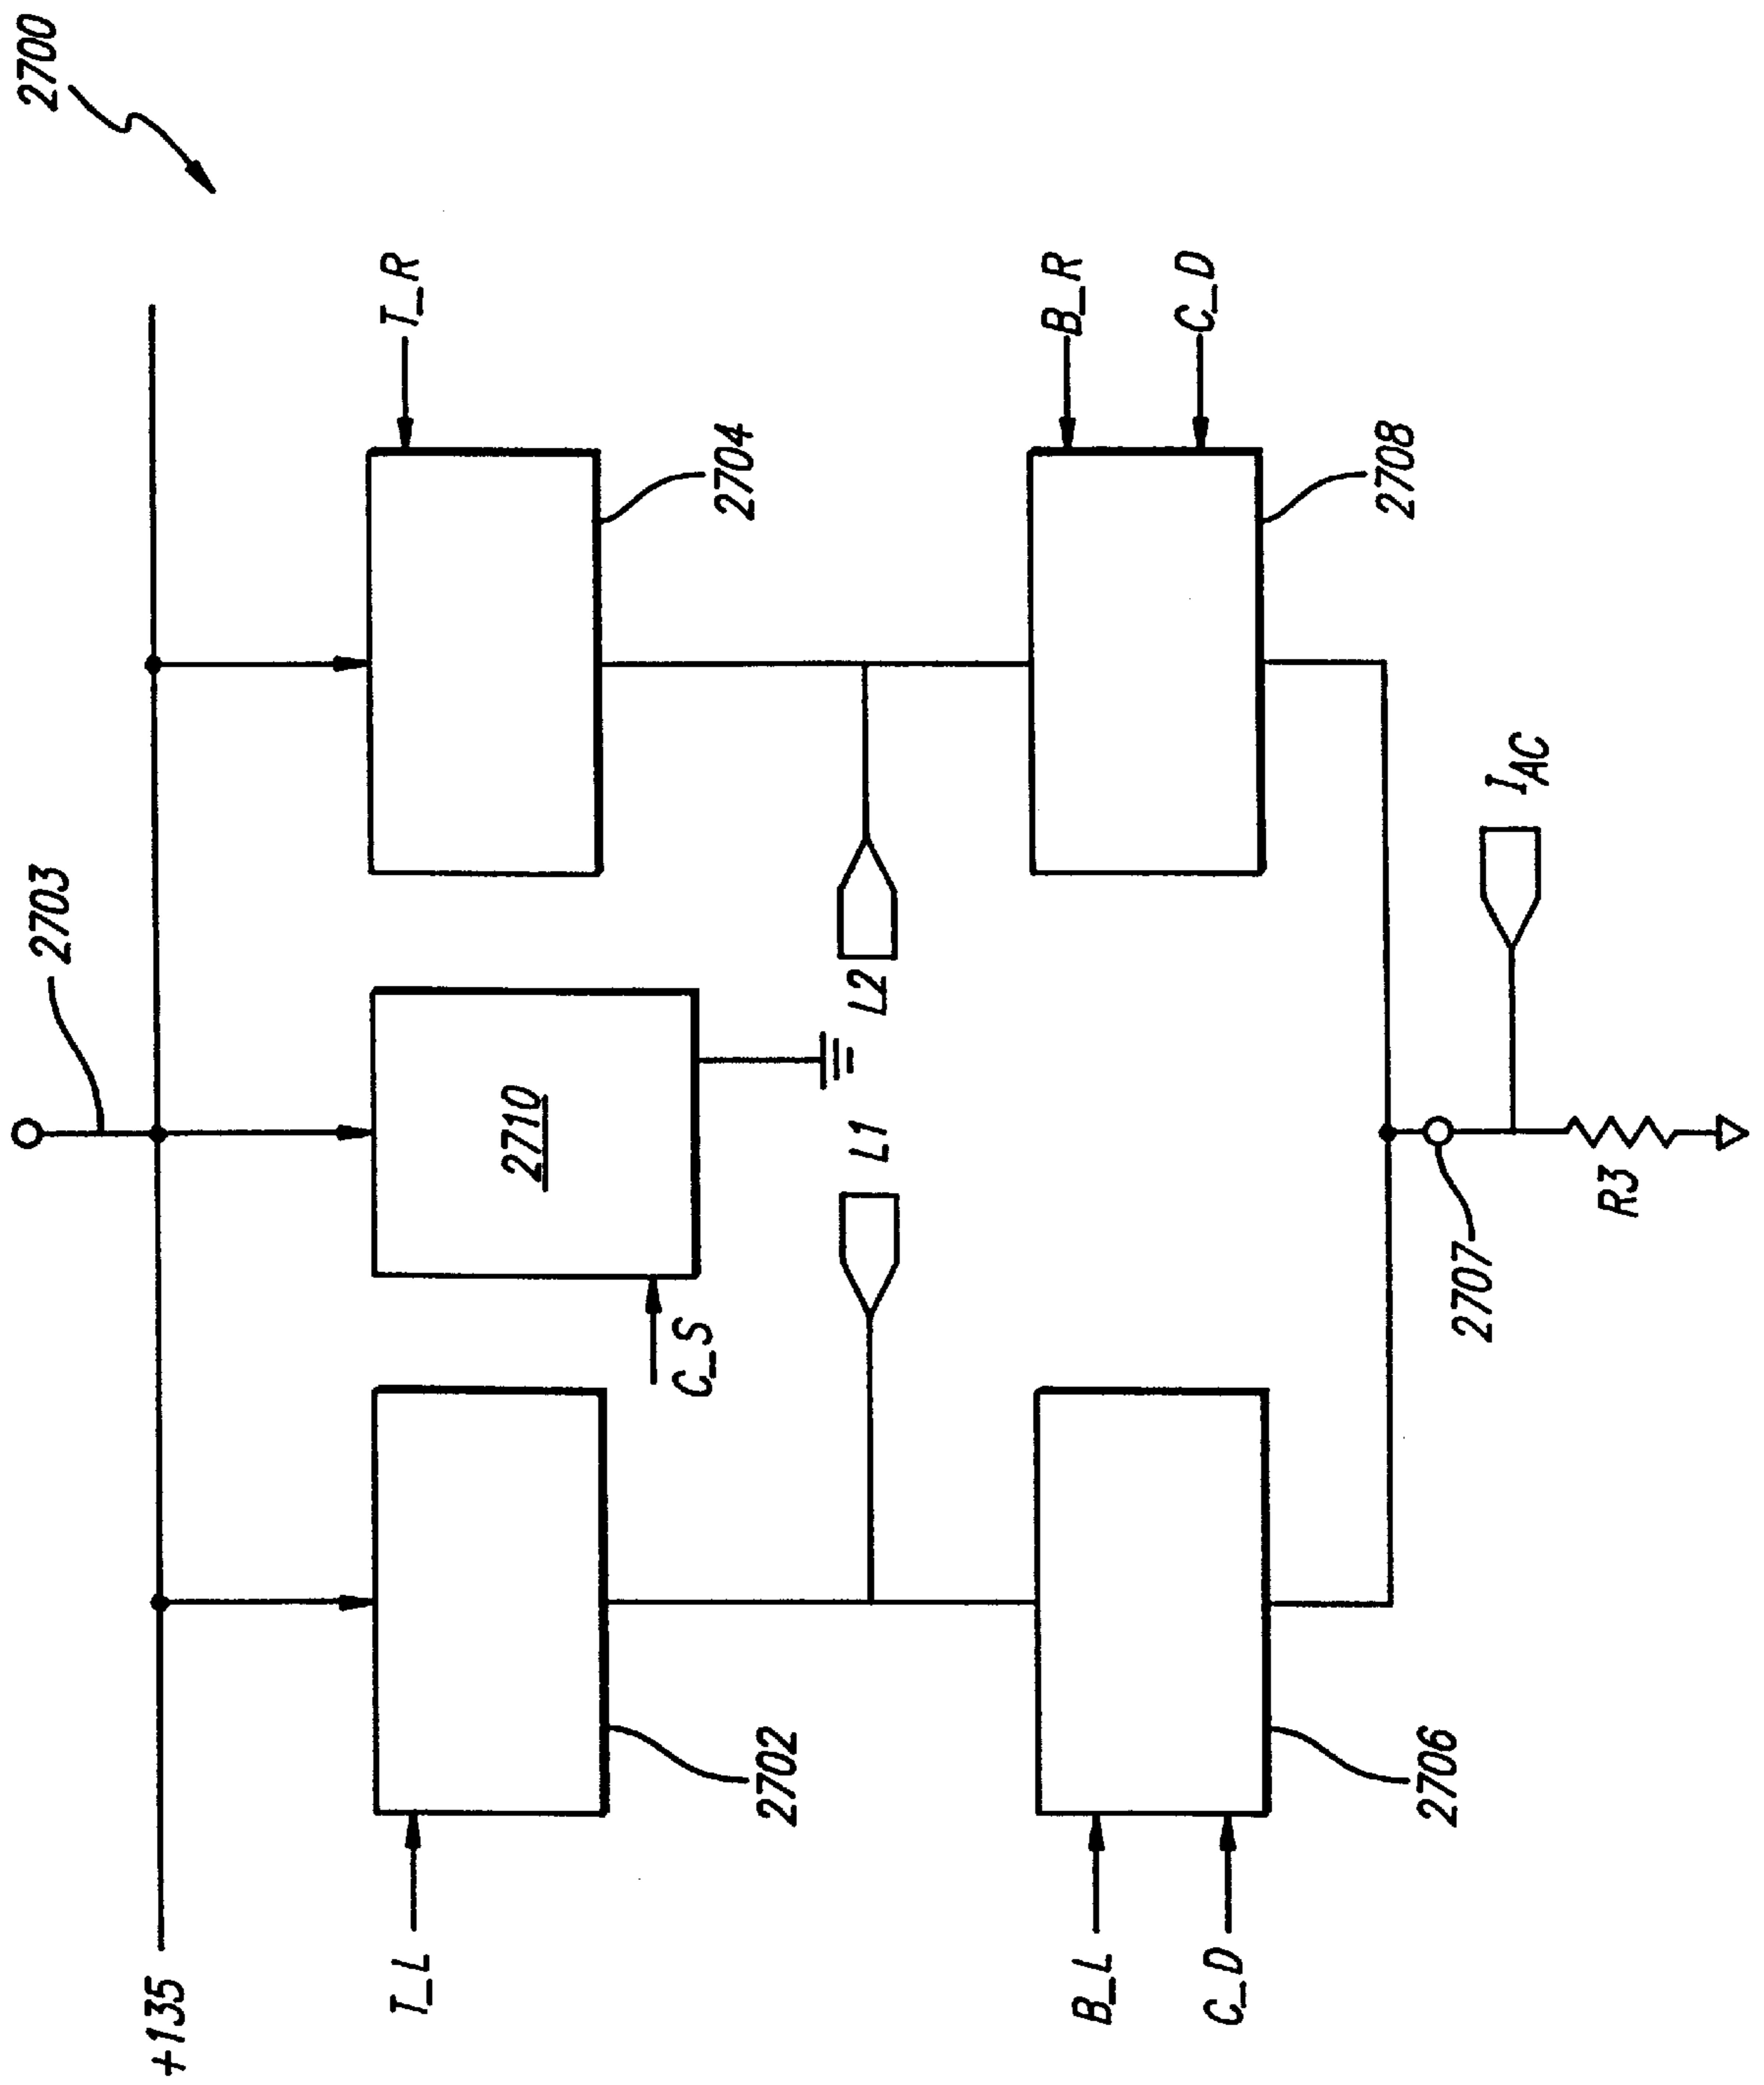 2700
2703
+135
T_L
T_R
2702
2710
C_S
2704
L1
L2
B_L
C_D
B_R
C_D
2706
2708
2707
I_AC
R3